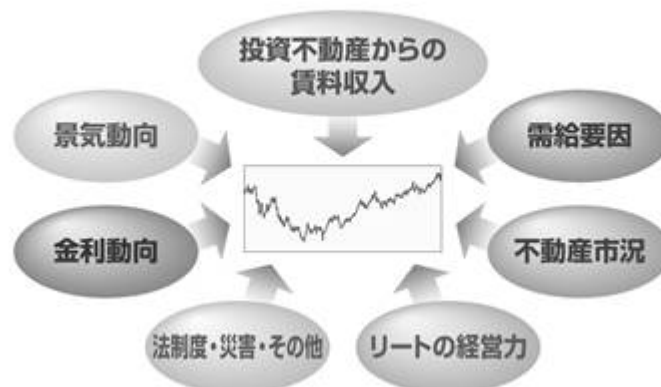 投資不動産からの
賃料収入
景気動向
需給要因
金利動向
不動産市況
法制度・災害・その他
リートの経営力